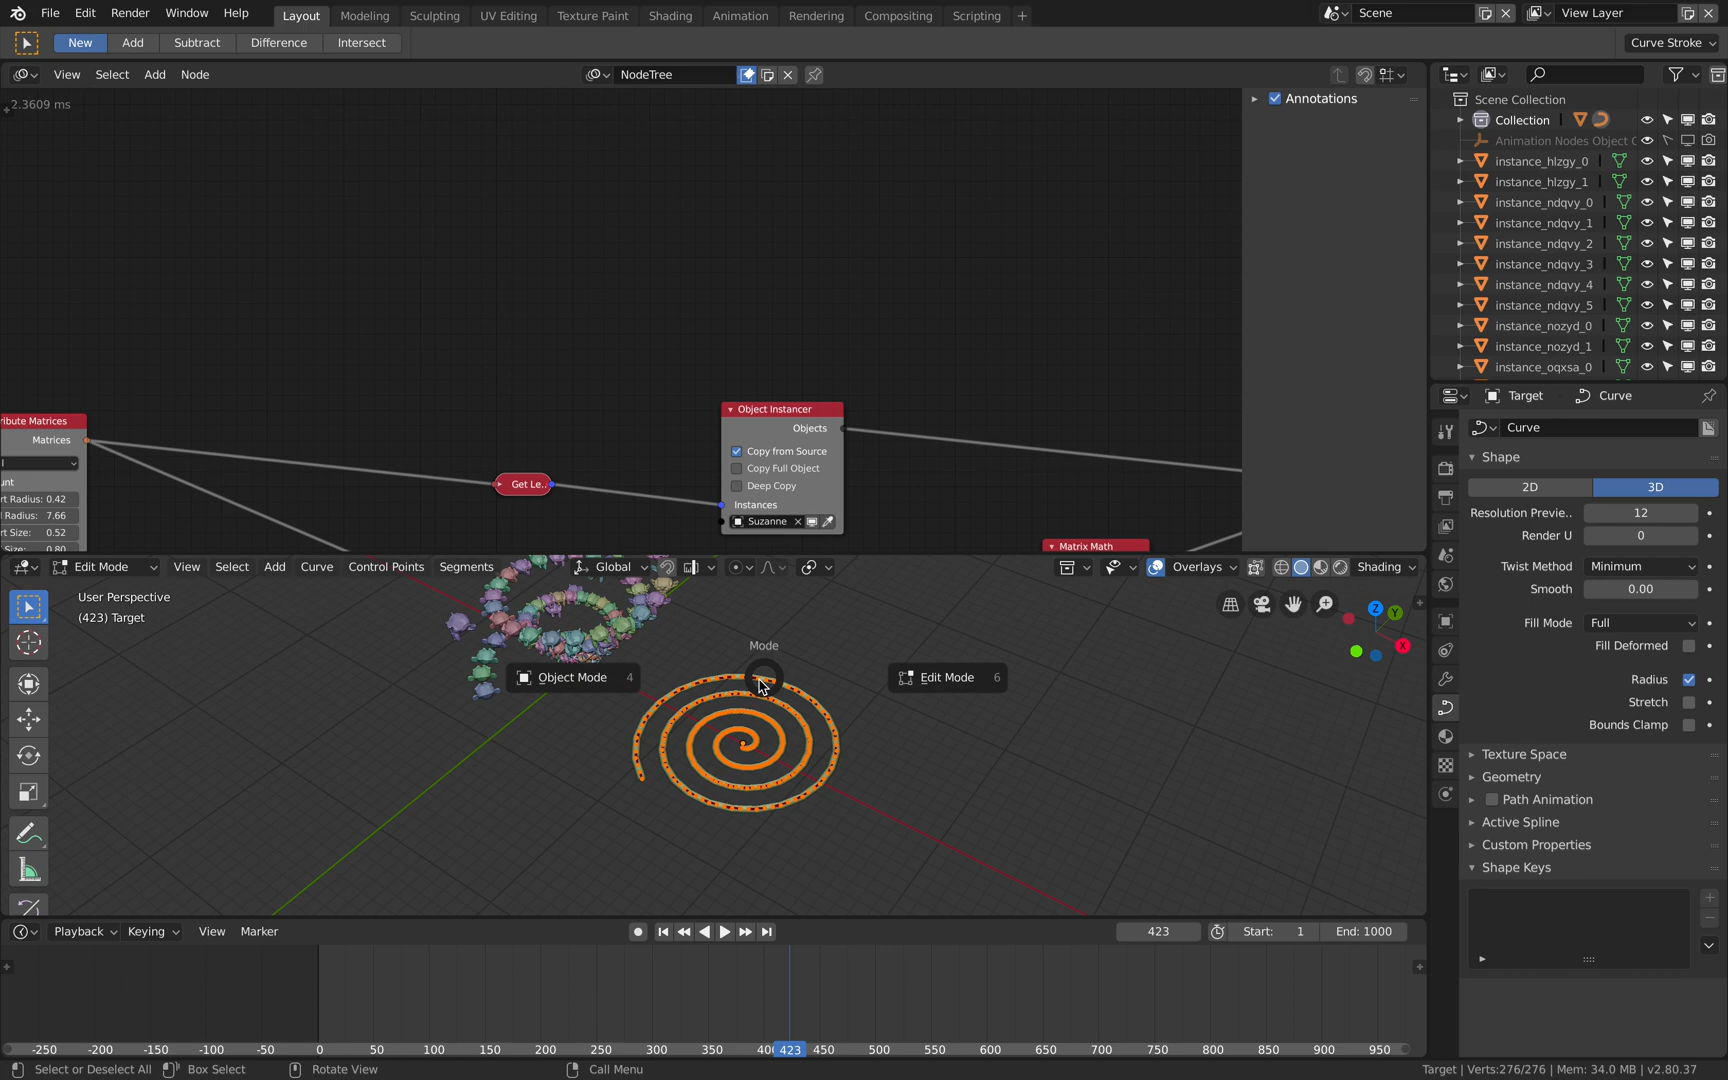 File Edit Render Window Help Layout Modeling Sculpting UV Editing Texture Paint Shading Animation Rendering Compositing Scripting Scene View Layer
New Add Subtract Difference Intersect Curve Stroke
View Select Add Node NodeTree
2.3609 ms
Annotations
Scene Collection
Collection
Animation Nodes Object C
instance_hlzgy_0
instance_hlzgy_1
instance_ndqvy_0
instance_ndqvy_1
instance_ndqvy_2
instance_ndqvy_3
instance_ndqvy_4
instance_ndqvy_5
instance_nozyd_0
instance_nozyd_1
instance_oqxsa_0
ribute Matrices
Matrices
l
unt
rt Radius: 0.42
Radius: 7.66
rt Size: 0.52
Size: 0.80
Get Le..
Object Instancer
Objects
Copy from Source
Copy Full Object
Deep Copy
Instances
Suzanne
Matrix Math
Target Curve
Curve
Shape
2D 3D
Resolution Previe.. 12
Render U 0
Twist Method Minimum
Smooth 0.00
Fill Mode Full
Fill Deformed
Radius
Stretch
Bounds Clamp
Texture Space
Geometry
Path Animation
Active Spline
Custom Properties
Shape Keys
Edit Mode View Select Add Curve Control Points Segments Global Overlays Shading
User Perspective
(423) Target
Z Y X
Mode
Object Mode 4 Edit Mode 6
Playback Keying View Marker 423 Start: 1 End: 1000
-250 -200 -150 -100 -50 0 50 100 150 200 250 300 350 40 423 450 500 550 600 650 700 750 800 850 900 950
Select or Deselect All Box Select Rotate View Call Menu Target | Verts:276/276 | Mem: 34.0 MB | v2.80.37